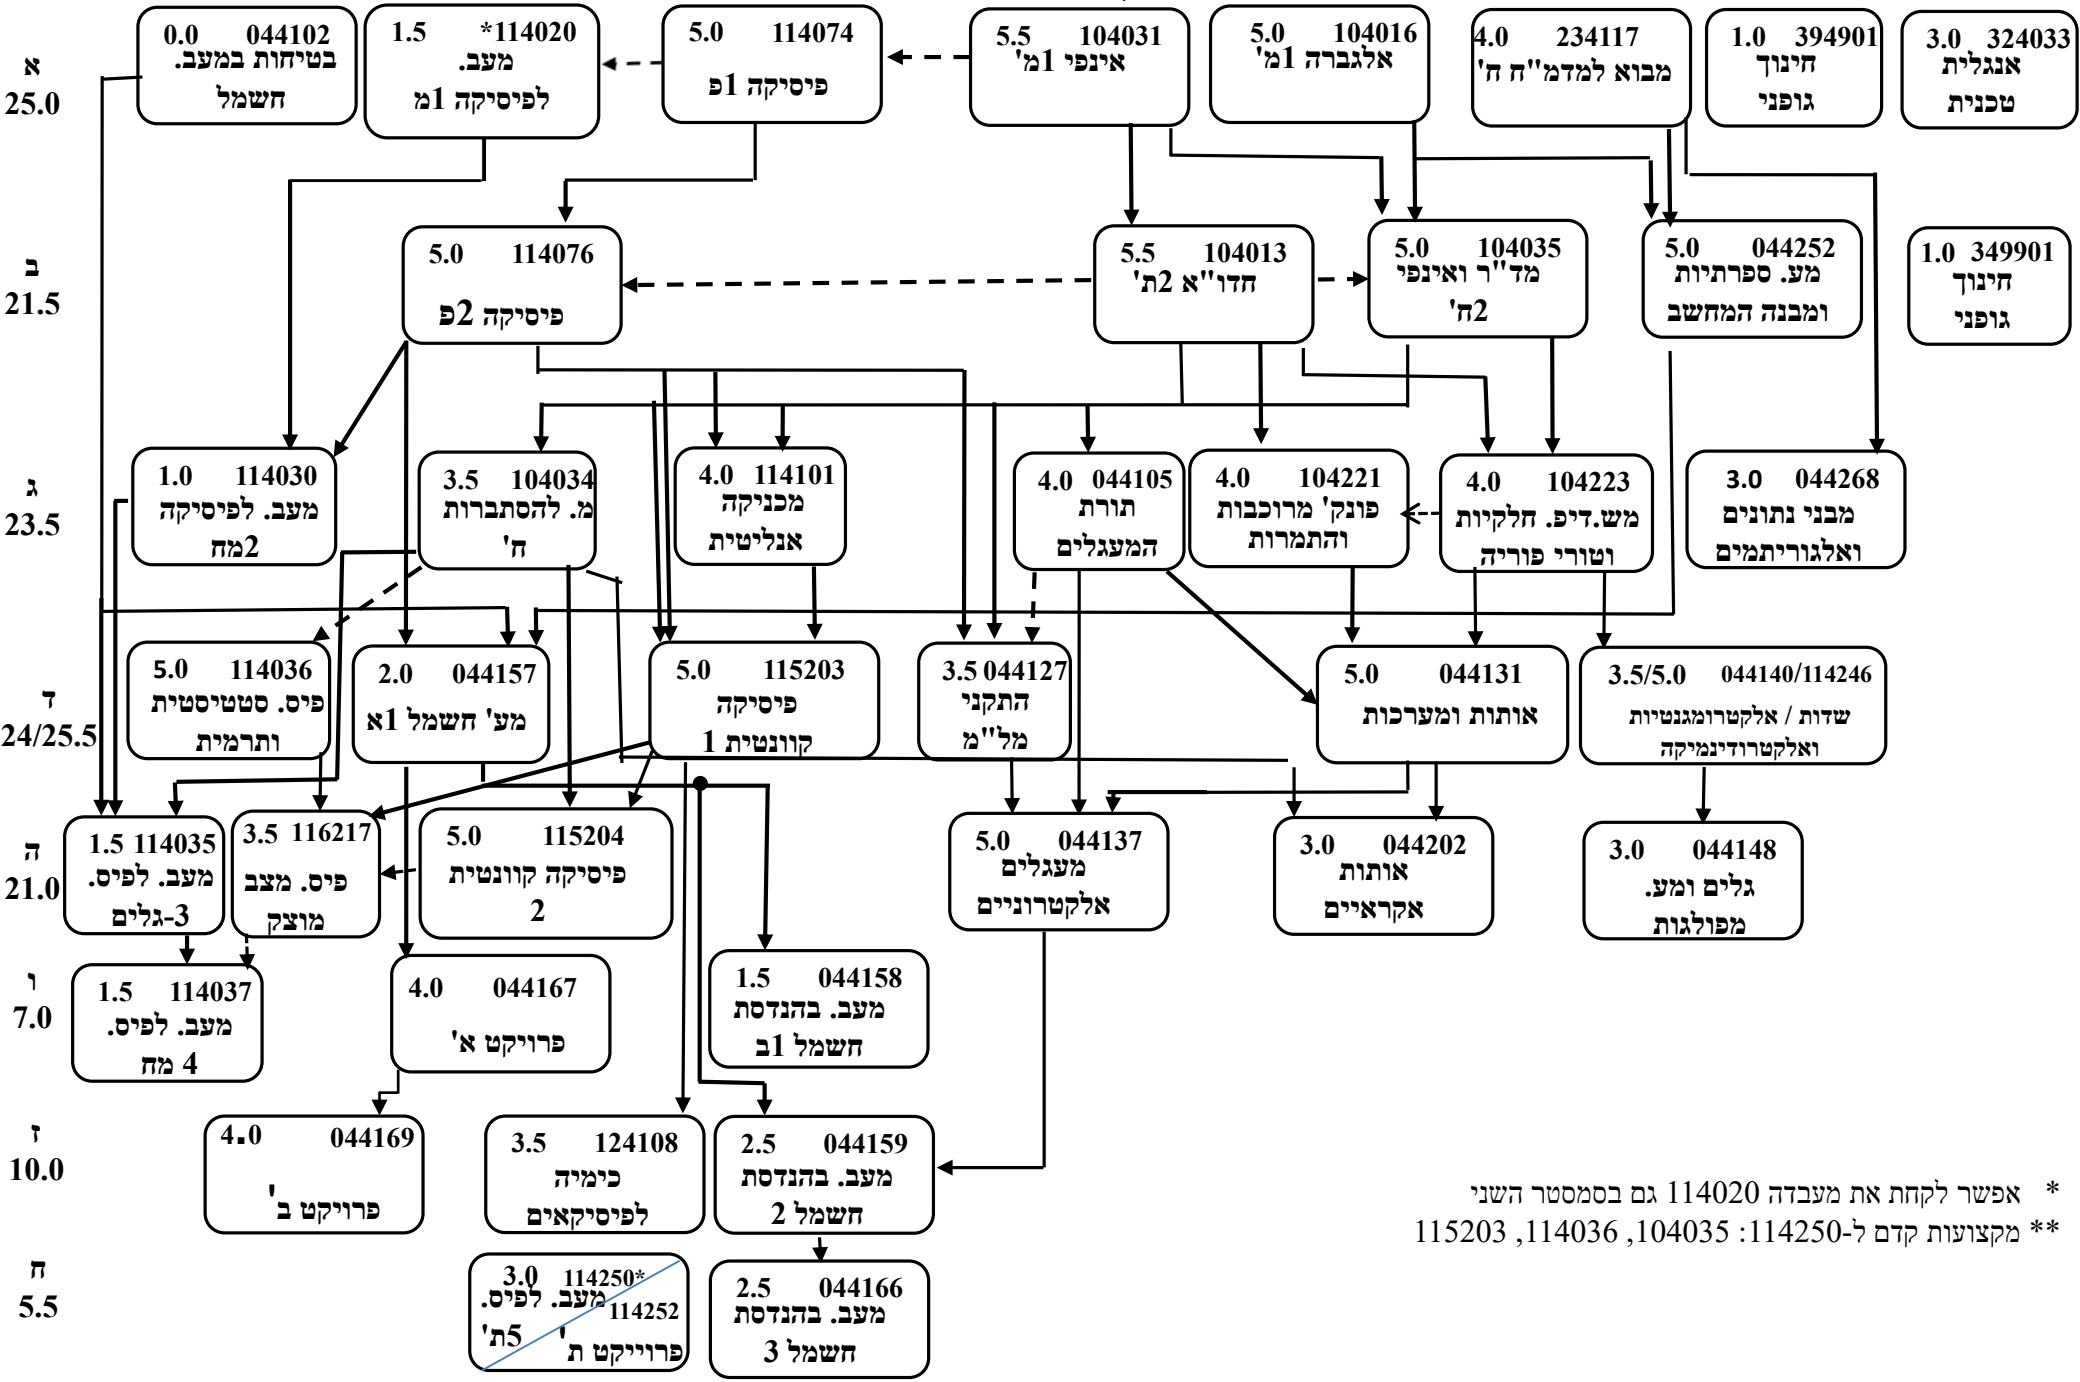 א
25.0
044102 0.0
בטיחות במעב.
חשמל
*114020 1.5
מעב.
לפיסיקה 1מ
114074 5.0
פיסיקה 1פ
104031 5.5
אינפי 1מ'
104016 5.0
אלגברה 1מ'
234117 4.0
מבוא למדמ"ח ח'
394901 1.0
חינוך
גופני
324033 3.0
אנגלית
טכנית
ב
21.5
114076 5.0
פיסיקה 2פ
104013 5.5
חדו"א 2ת'
104035 5.0
מד"ר ואינפי
2ח'
044252 5.0
מע. ספרתיות
ומבנה המחשב
349901 1.0
חינוך
גופני
ג
23.5
114030 1.0
מעב. לפיסיקה
2מח
104034 3.5
מ. להסתברות
ח'
114101 4.0
מכניקה
אנליטית
044105 4.0
תורת
המעגלים
104221 4.0
פונק' מרוכבות
והתמרות
104223 4.0
מש.דיפ. חלקיות
וטורי פוריה
044268 3.0
מבני נתונים
ואלגוריתמים
ד
24/25.5
114036 5.0
פיס. סטטיסטית
ותרמית
044157 2.0
מע' חשמל 1א
115203 5.0
פיסיקה
קוונטית 1
044127 3.5
התקני
מל"מ
044131 5.0
אותות ומערכות
044140/114246 3.5/5.0
שדות / אלקטרומגנטיות
ואלקטרודינמיקה
ה
21.0
114035 1.5
מעב. לפיס.
3-גלים
116217 3.5
פיס. מצב
מוצק
115204 5.0
פיסיקה קוונטית
2
044137 5.0
מעגלים
אלקטרוניים
044202 3.0
אותות
אקראיים
044148 3.0
גלים ומע.
מפולגות
ו
7.0
114037 1.5
מעב. לפיס.
4 מח
044167 4.0
פרויקט א'
044158 1.5
מעב. בהנדסת
חשמל 1ב
ז
10.0
044169 4.0
פרויקט ב'
124108 3.5
כימיה
לפיסיקאים
044159 2.5
מעב. בהנדסת
חשמל 2
* אפשר לקחת את מעבדה 114020 גם בסמסטר השני
** מקצועות קדם ל-114250: 104035, 114036, 115203
ח
5.5
114250* 3.0
מעב. לפיס.
5ת'
114252
פרוייקט ת'
044166 2.5
מעב. בהנדסת
חשמל 3